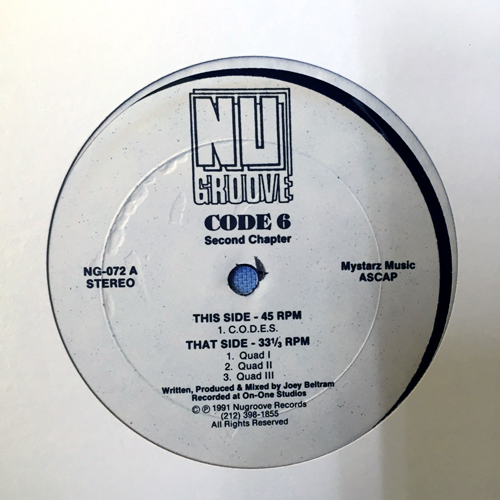 NU
GROOVE
CODE 6
Second Chapter
NG-072 A
STEREO
Mystarz Music
ASCAP
THIS SIDE - 45 RPM
1. C.O.D.E.S.
THAT SIDE - 33⅓ RPM
1. Quad I
2. Quad II
3. Quad III
Written, Produced & Mixed by Joey Beltram
Recorded at On-One Studios
© ℗ 1991 Nugroove Records
(212) 398-1855
All Rights Reserved